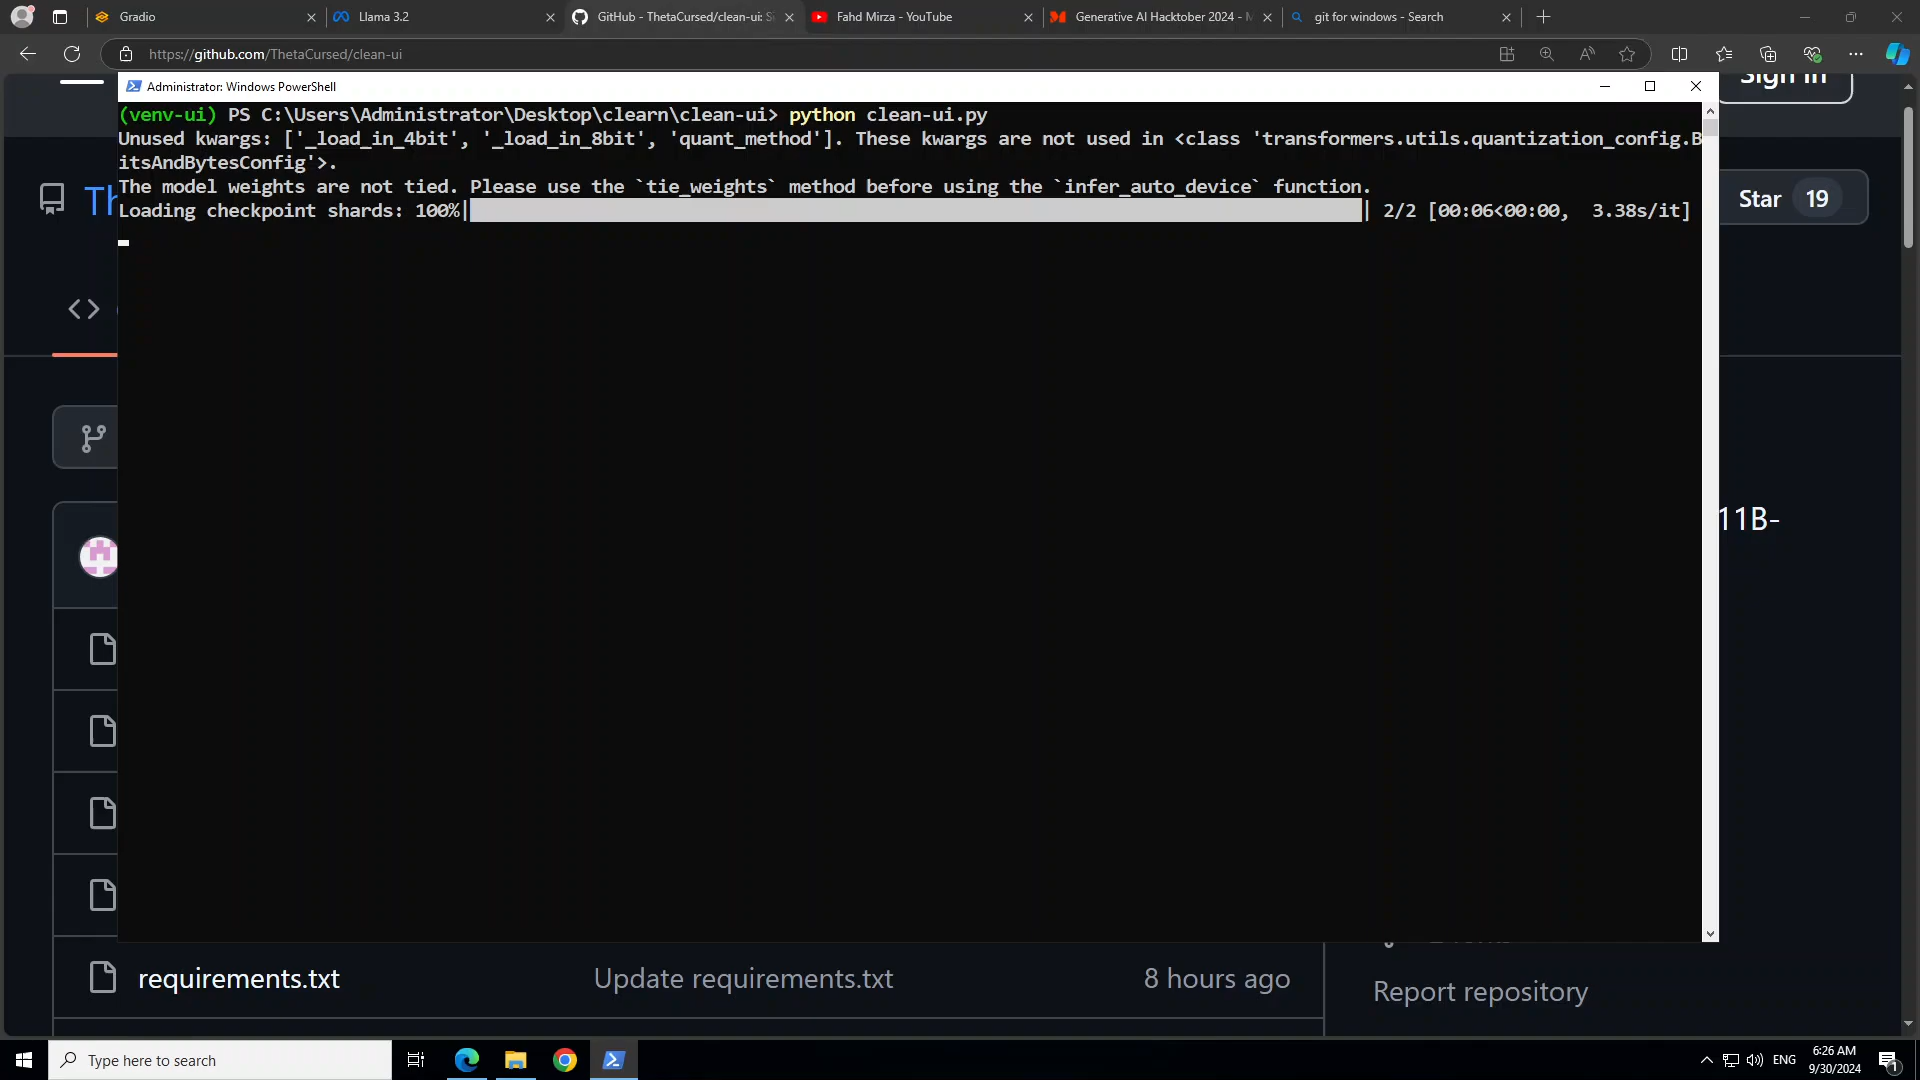 Gradio
Llama 3.2
GitHub - ThetaCursed/clean-ui: Si
Fahd Mirza - YouTube
Generative AI Hacktober 2024 - M
git for windows - Search
https://github.com/ThetaCursed/clean-ui
Sign in
Administrator: Windows PowerShell
(venv-ui) PS C:\Users\Administrator\Desktop\clearn\clean-ui> python clean-ui.py
Unused kwargs: ['_load_in_4bit', '_load_in_8bit', 'quant_method']. These kwargs are not used in <class 'transformers.utils.quantization_config.B
itsAndBytesConfig'>.
The model weights are not tied. Please use the `tie_weights` method before using the `infer_auto_device` function.
Loading checkpoint shards: 100%| | 2/2 [00:06<00:00, 3.38s/it]
Th
Star 19
11B-
requirements.txt Update requirements.txt 8 hours ago
Report repository
Type here to search
ENG
6:26 AM
9/30/2024
1